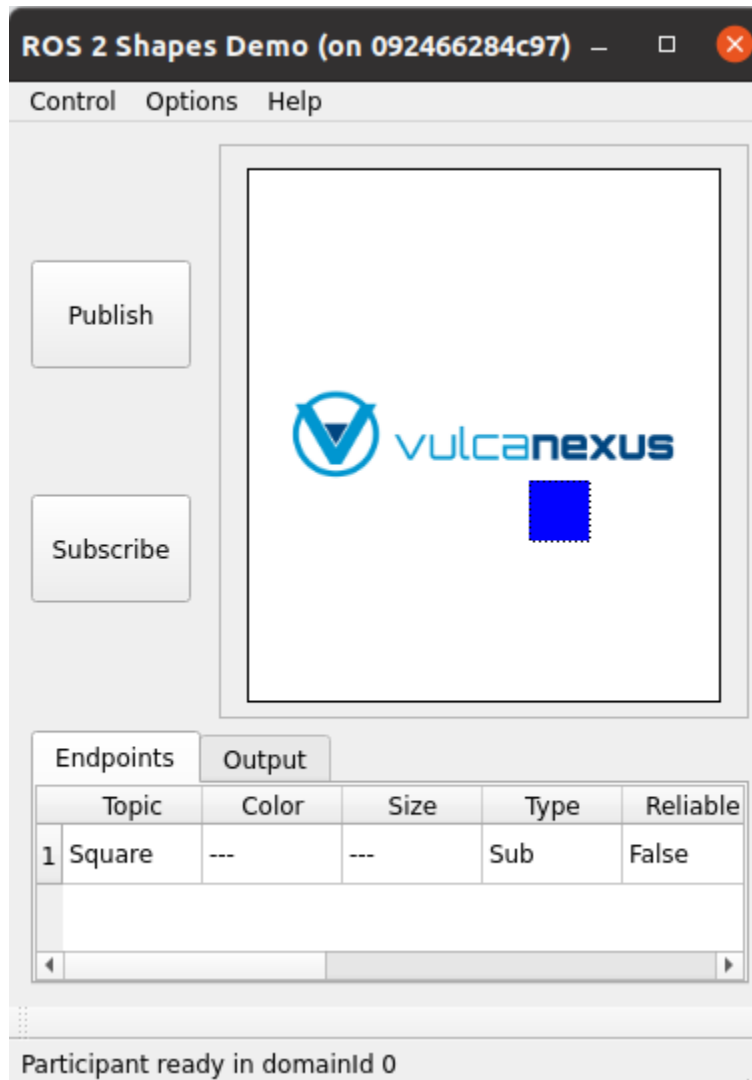 ROS 2 Shapes Demo (on 092466284c97)
Control Options Help
Publish
vulcanexus
Subscribe
Endpoints Output
Topic Color Size Type Reliable
1 Square --- --- Sub False
Participant ready in domainId 0